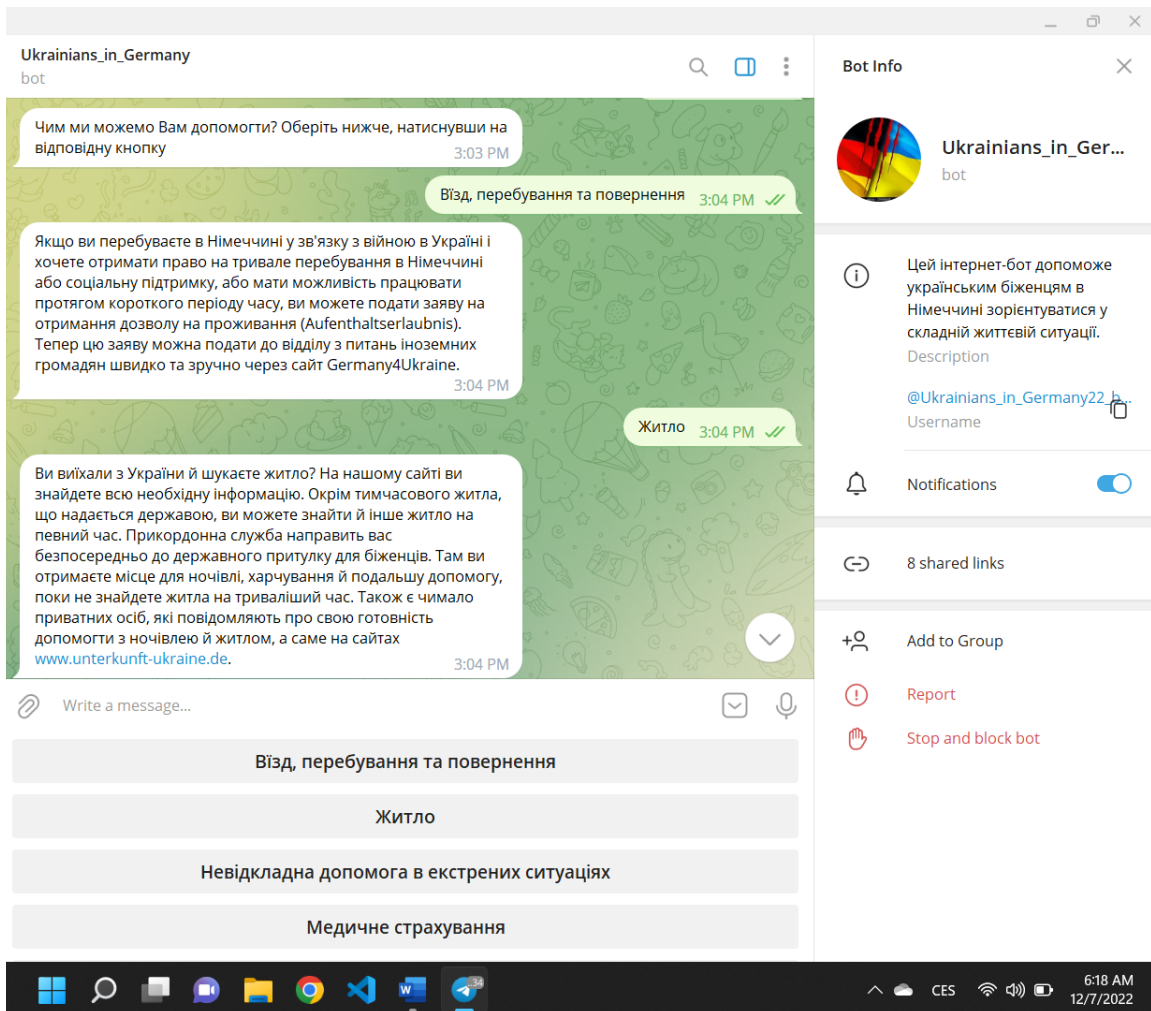 Ukrainians_in_Germany
bot
Чим ми можемо Вам допомогти? Оберіть нижче, натиснувши на
відповідну кнопку
3:03 PM
Вїзд, перебування та повернення
3:04 PM
Якщо ви перебуваєте в Німеччині у зв'язку з війною в Україні і
хочете отримати право на тривале перебування в Німеччині
або соціальну підтримку, або мати можливість працювати
протягом короткого періоду часу, ви можете подати заяву на
отримання дозволу на проживання (Aufenthaltserlaubnis).
Тепер цю заяву можна подати до відділу з питань іноземних
громадян швидко та зручно через сайт Germany4Ukraine.
3:04 PM
Житло
3:04 PM
Ви виїхали з України й шукаєте житло? На нашому сайті ви
знайдете всю необхідну інформацію. Окрім тимчасового житла,
що надається державою, ви можете знайти й інше житло на
певний час. Прикордонна служба направить вас
безпосередньо до державного притулку для біженців. Там ви
отримаєте місце для ночівлі, харчування й подальшу допомогу,
поки не знайдете житла на триваліший час. Також є чимало
приватних осіб, які повідомляють про свою готовність
допомогти з ночівлею й житлом, а саме на сайтах
www.unterkunft-ukraine.de.
3:04 PM
Write a message...
Вїзд, перебування та повернення
Житло
Невідкладна допомога в екстрених ситуаціях
Медичне страхування
Bot Info
Ukrainians_in_Ger...
bot
Цей інтернет-бот допоможе
українським біженцям в
Німеччині зорієнтуватися у
складній життєвій ситуації.
Description
@Ukrainians_in_Germany22_b...
Username
Notifications
8 shared links
Add to Group
Report
Stop and block bot
W
..34
CES
6:18 AM
12/7/2022